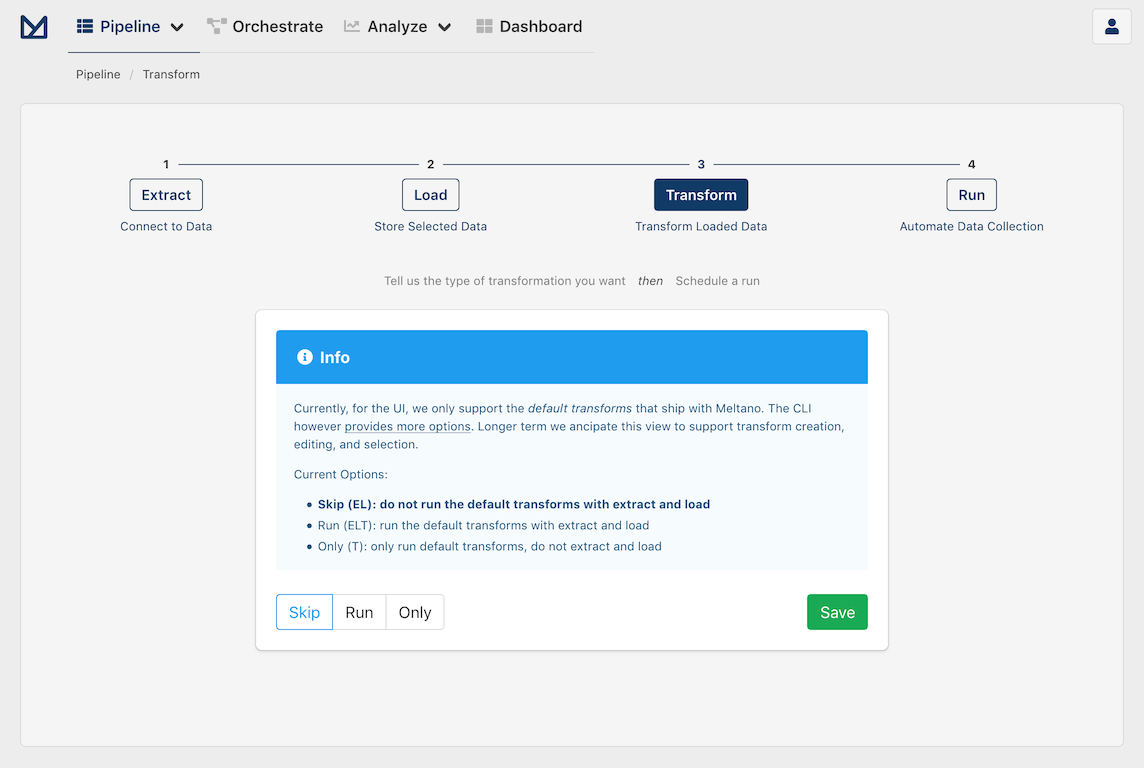 Pipeline Orchestrate Analyze Dashboard
Pipeline / Transform
1 2 3 4
Extract Load Transform Run
Connect to Data Store Selected Data Transform Loaded Data Automate Data Collection
Tell us the type of transformation you want then Schedule a run
Info
Currently, for the UI, we only support the default transforms that ship with Meltano. The CLI
however provides more options. Longer term we ancipate this view to support transform creation,
editing, and selection.
Current Options:
• Skip (EL): do not run the default transforms with extract and load
• Run (ELT): run the default transforms with extract and load
• Only (T): only run default transforms, do not extract and load
Skip Run Only Save